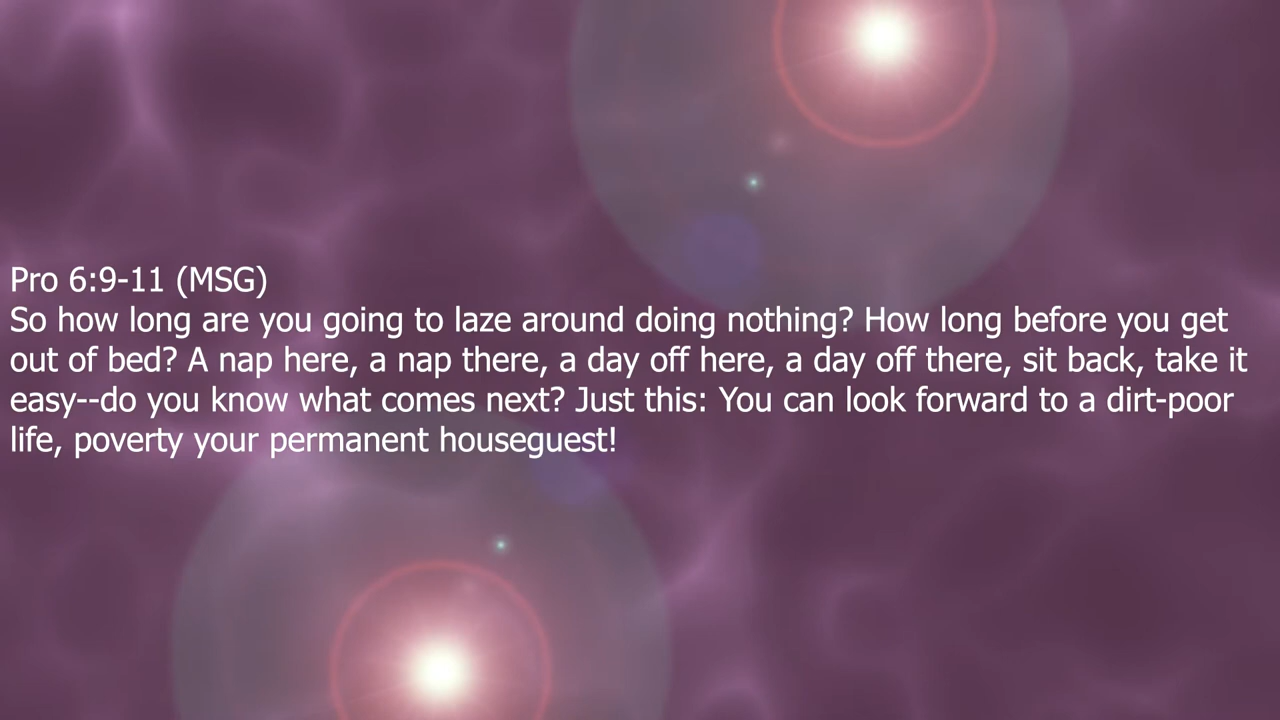 Pro 6:9-11 (MSG)
So how long are you going to laze around doing nothing? How long before you get
out of bed? A nap here, a nap there, a day off here, a day off there, sit back, take it
easy--do you know what comes next? Just this: You can look forward to a dirt-poor
life, poverty your permanent houseguest!